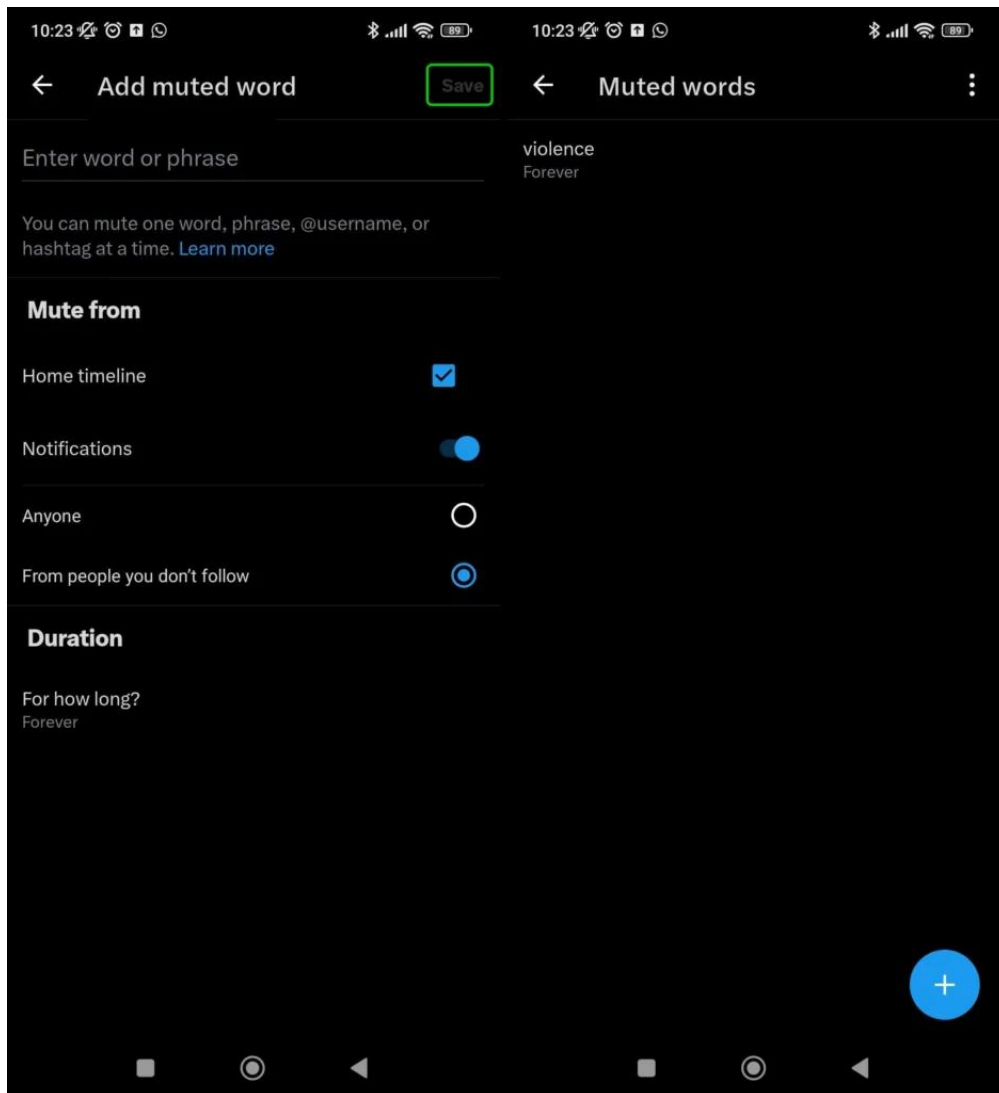 10:23
89
Add muted word
Save
Enter word or phrase
You can mute one word, phrase, @username, or
hashtag at a time. Learn more
Mute from
Home timeline
Notifications
Anyone
From people you don't follow
Duration
For how long?
Forever
10:23
89
Muted words
violence
Forever